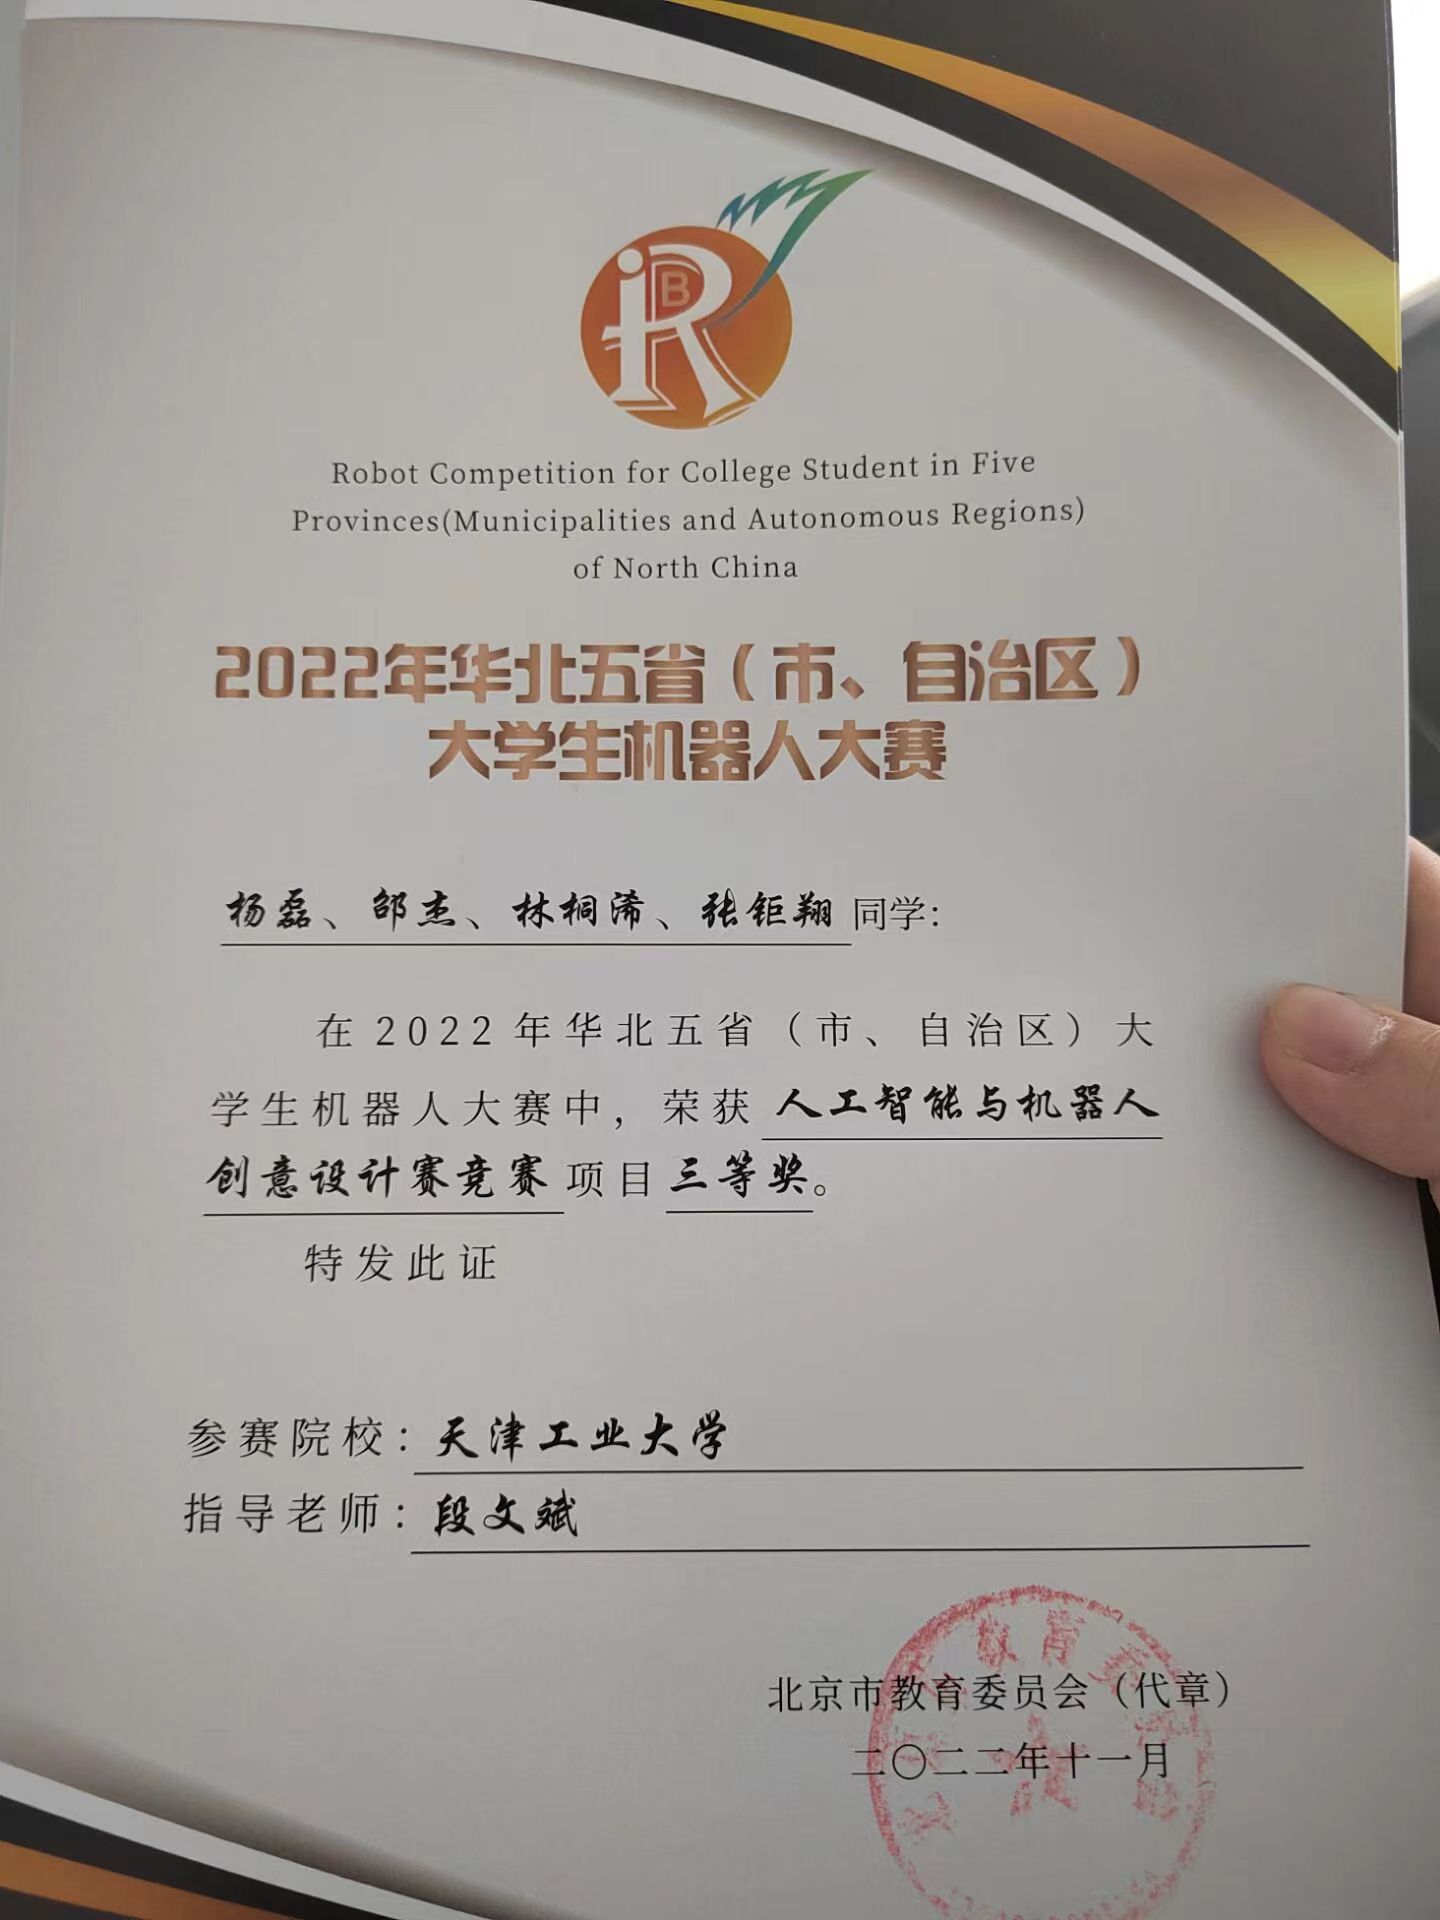 iR
B
Robot Competition for College Student in Five
Provinces(Municipalities and Autonomous Regions)
of North China
2022年华北五省（市、自治区）
大学生机器人大赛
杨磊、邵杰、林桐浠、张钜翔同学：
在2022年华北五省（市、自治区）大
学生机器人大赛中，荣获人工智能与机器人
创意设计赛竞赛项目三等奖。
特发此证
参赛院校：天津工业大学
指导老师：段文斌
北京市教育委员会（代章）
二〇二二年十一月
教育